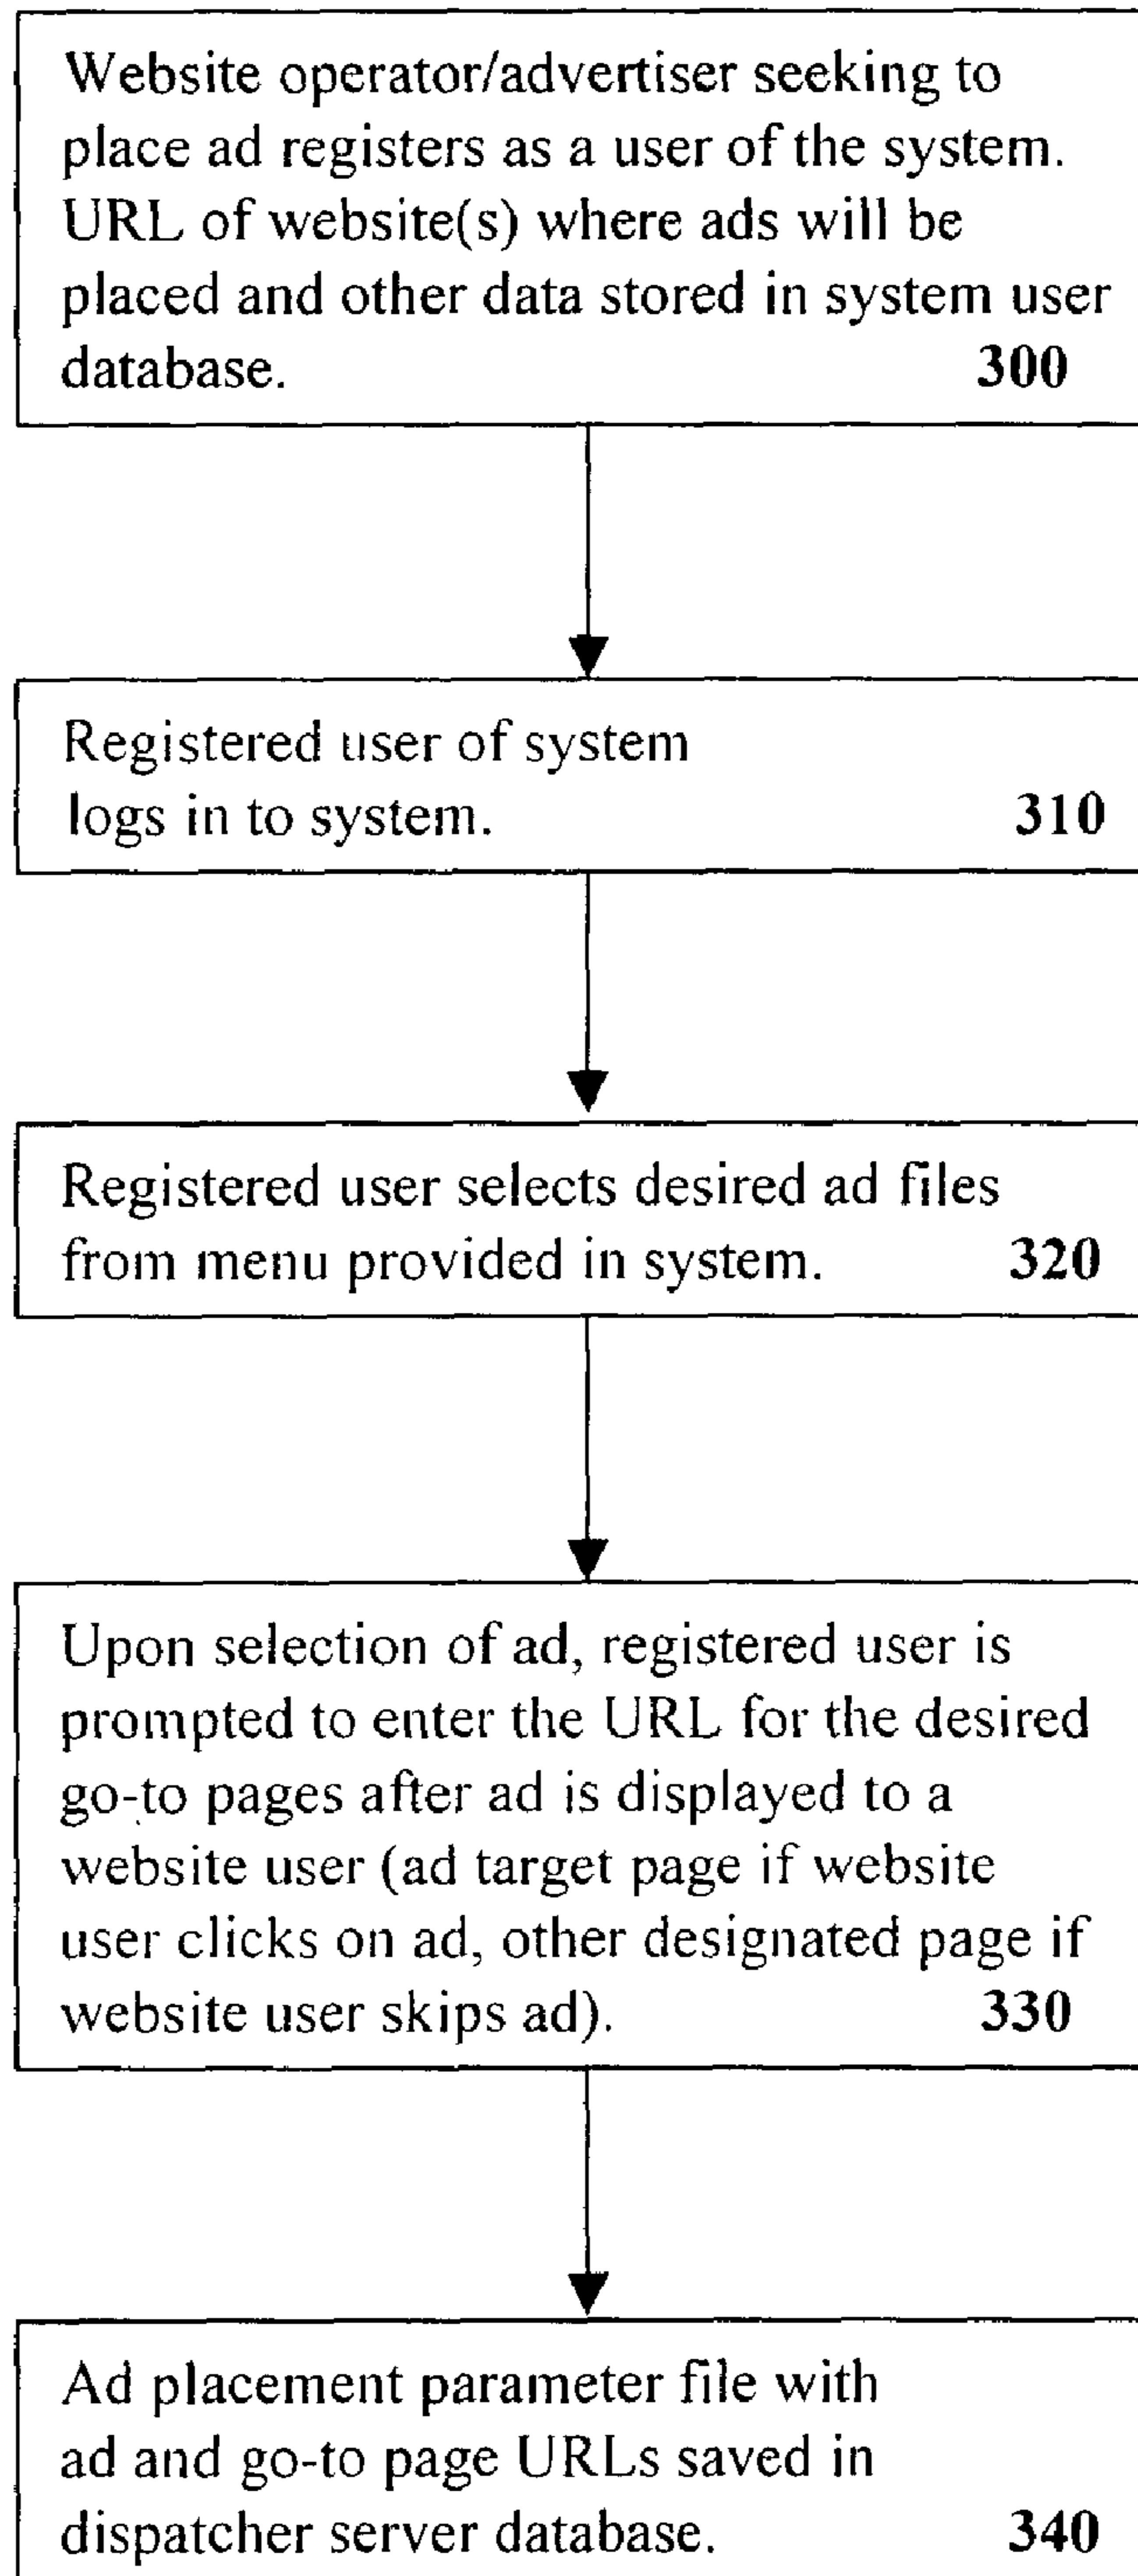 Website operator/advertiser seeking to
place ad registers as a user of the system.
URL of website(s) where ads will be
placed and other data stored in system user
database. 300
Registered user of system
logs in to system. 310
Registered user selects desired ad files
from menu provided in system. 320
Upon selection of ad, registered user is
prompted to enter the URL for the desired
go-to pages after ad is displayed to a
website user (ad target page if website
user clicks on ad, other designated page if
website user skips ad). 330
Ad placement parameter file with
ad and go-to page URLs saved in
dispatcher server database. 340